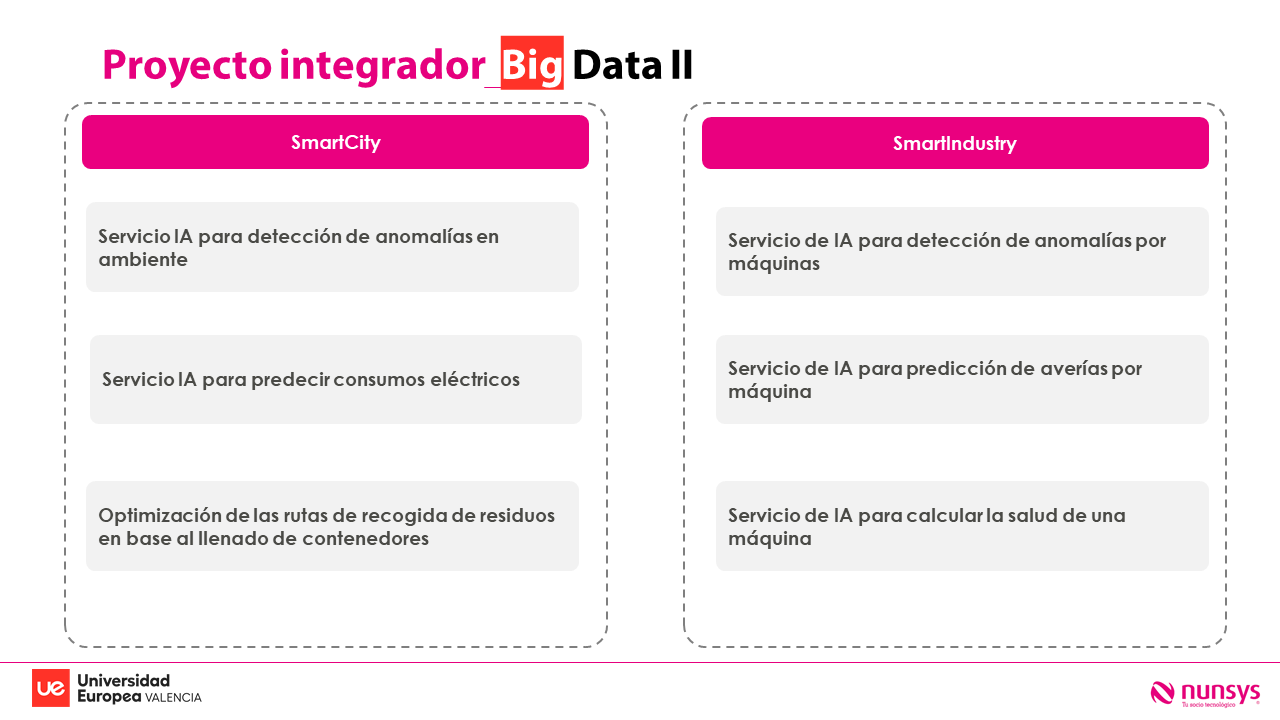 Proyecto integrador_Big Data II
SmartCity
Servicio IA para detección de anomalías en
ambiente
Servicio IA para predecir consumos eléctricos
Optimización de las rutas de recogida de residuos
en base al llenado de contenedores
SmartIndustry
Servicio de IA para detección de anomalías por
máquinas
Servicio de IA para predicción de averías por
máquina
Servicio de IA para calcular la salud de una
máquina
ue Universidad
Europea VALENCIA
nunsys
Tu socio tecnológico